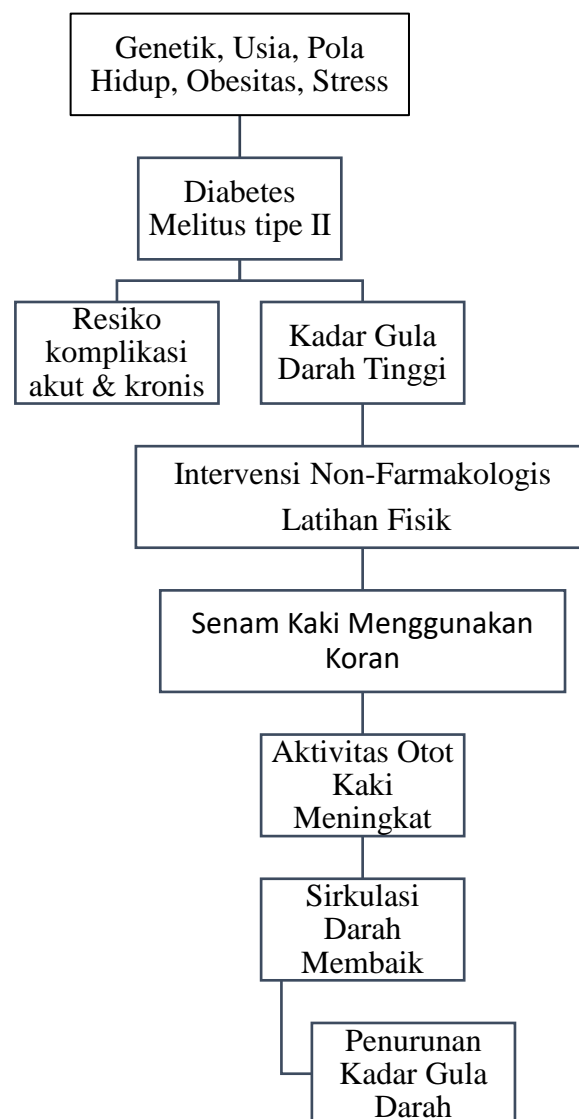 Genetik, Usia, Pola
Hidup, Obesitas, Stress
Diabetes
Melitus tipe II
Resiko
komplikasi
akut & kronis
Kadar Gula
Darah Tinggi
Intervensi Non-Farmakologis
Latihan Fisik
Senam Kaki Menggunakan
Koran
Aktivitas Otot
Kaki
Meningkat
Sirkulasi
Darah
Membaik
Penurunan
Kadar Gula
Darah